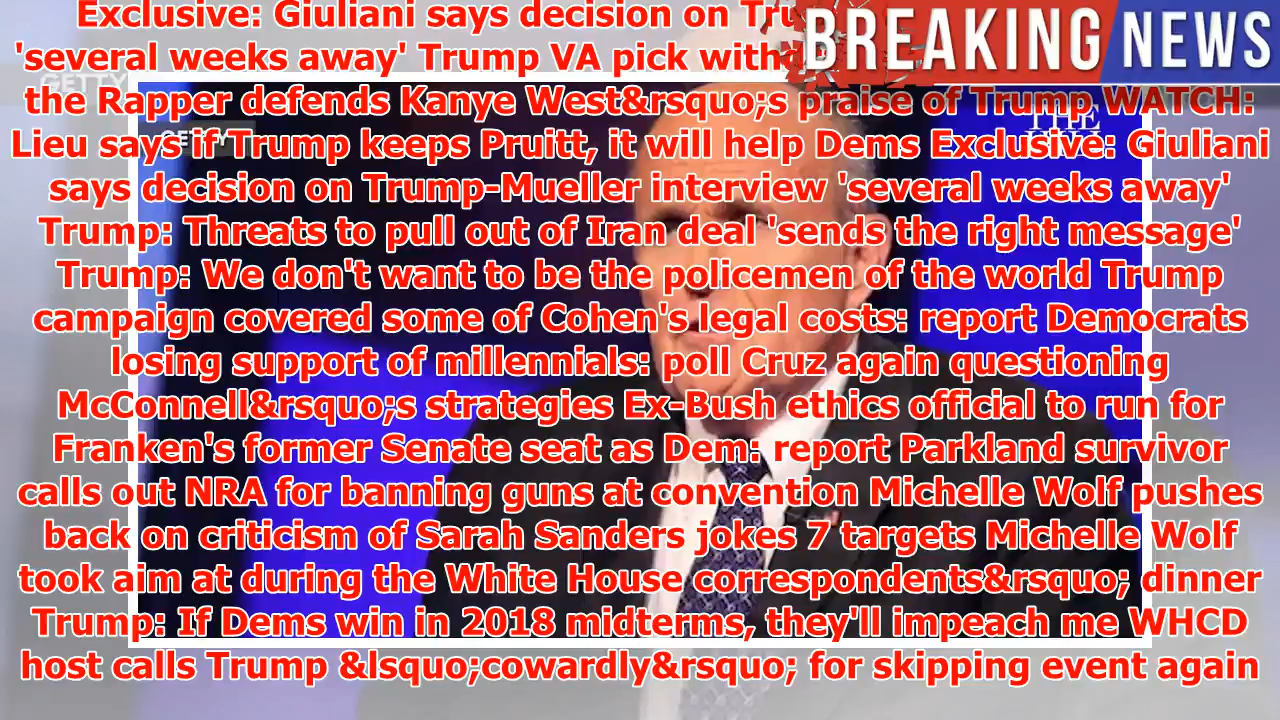 Exclusive: Giuliani says decision on
BREAKING NEWS
'several weeks away' Trump VA pick
GETTY
the Rapper defends Kanye West&rsquo;s praise of Trump WATCH:
THE
Lieu says if Trump keeps Pruitt, it will help Dems Exclusive: Giuliani
says decision on Trump-Mueller interview 'several weeks away'
Trump: Threats to pull out of Iran deal 'sends the right message'
Trump: We don't want to be the policemen of the world Trump
campaign covered some of Cohen's legal costs: report Democrats
losing support of millennials: poll Cruz again questioning
McConnell&rsquo;s strategies Ex-Bush ethics official to run for
Franken's former Senate seat as Dem: report Parkland survivor
calls out NRA for banning guns at convention Michelle Wolf pushes
back on criticism of Sarah Sanders jokes 7 targets Michelle Wolf
took aim at during the White House correspondents&rsquo; dinner
Trump: If Dems win in 2018 midterms, they'll impeach me WHCD
host calls Trump &lsquo;cowardly&rsquo; for skipping event again